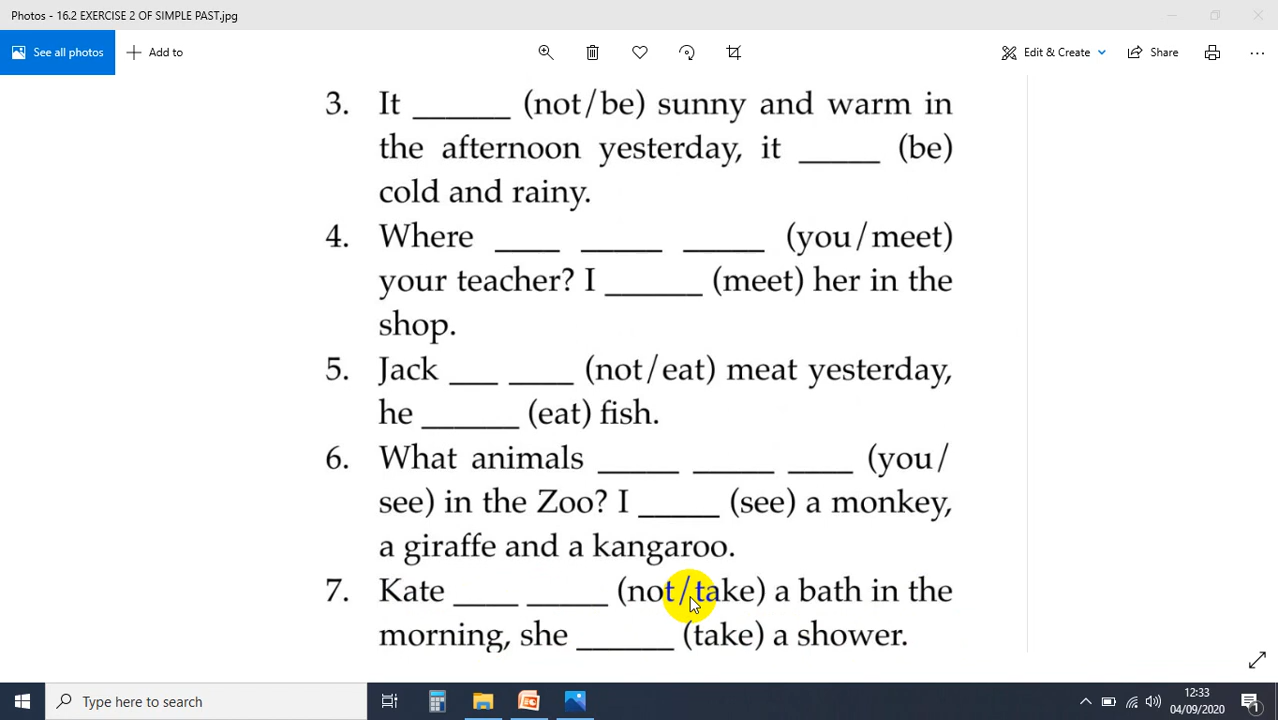 Photos - 16.2 EXERCISE 2 OF SIMPLE PAST.jpg
See all photos + Add to Edit & Create Share
3. It ______ (not/be) sunny and warm in
the afternoon yesterday, it _____ (be)
cold and rainy.
4. Where ____ _____ _____ (you/meet)
your teacher? I ______ (meet) her in the
shop.
5. Jack ___ ____ (not/eat) meat yesterday,
he ______ (eat) fish.
6. What animals _____ _____ ____ (you/
see) in the Zoo? I _____ (see) a monkey,
a giraffe and a kangaroo.
7. Kate ____ _____ (not/take) a bath in the
morning, she ______ (take) a shower.
Type here to search
12:33
04/09/2020
1